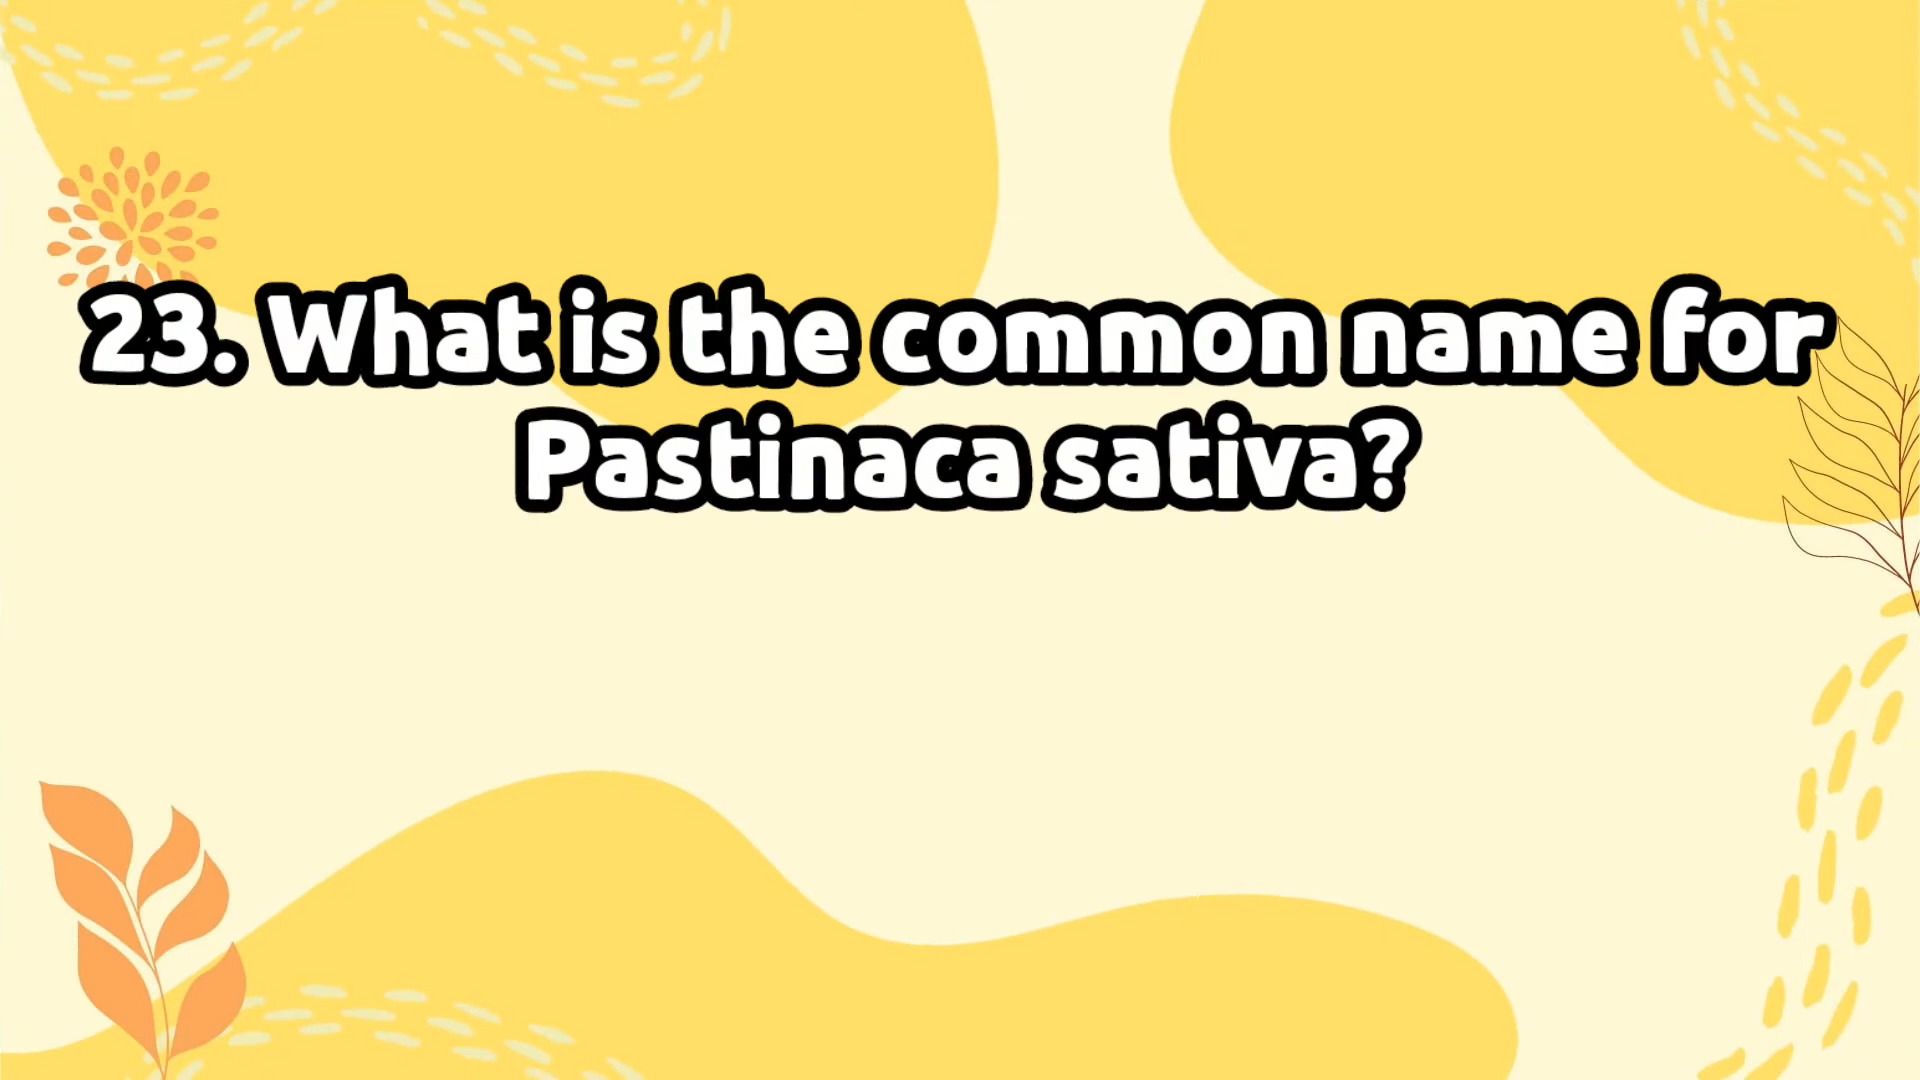 23. What is the common name for
Pastinaca sativa?